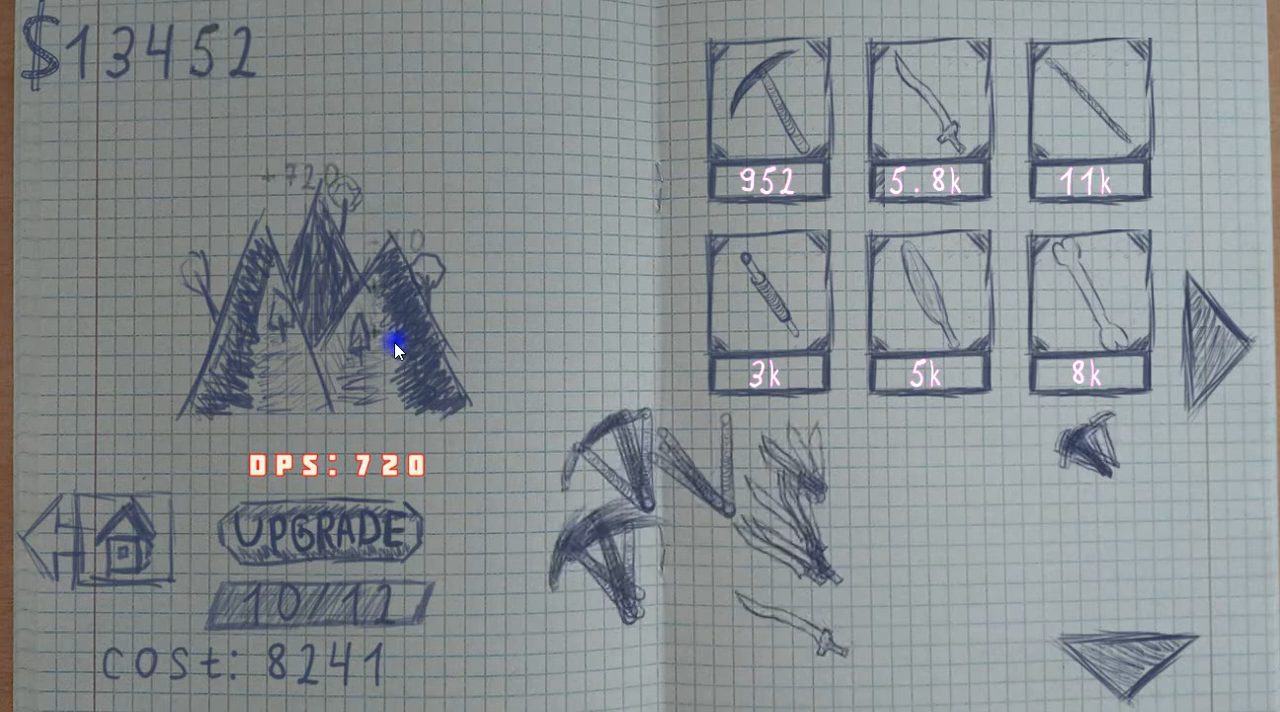 $13452
-720
952
5.8k
11k
3k
5k
8k
DPS: 720
UPGRADE
10/12
cost: 8241